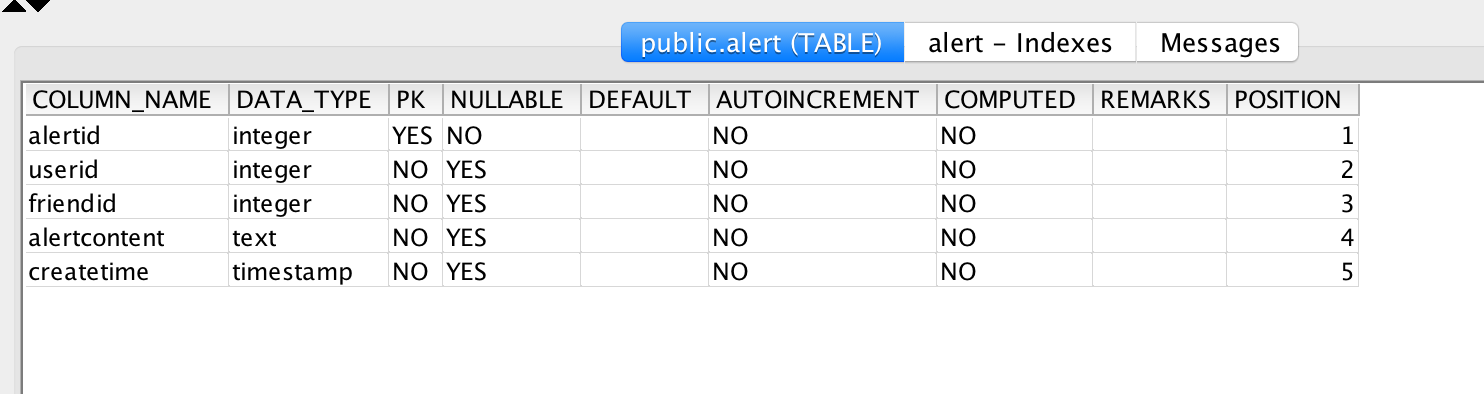 public.alert (TABLE) alert – Indexes Messages
COLUMN_NAME DATA_TYPE PK NULLABLE DEFAULT AUTOINCREMENT COMPUTED REMARKS POSITION
alertid integer YES NO NO NO 1
userid integer NO YES NO NO 2
friendid integer NO YES NO NO 3
alertcontent text NO YES NO NO 4
createtime timestamp NO YES NO NO 5